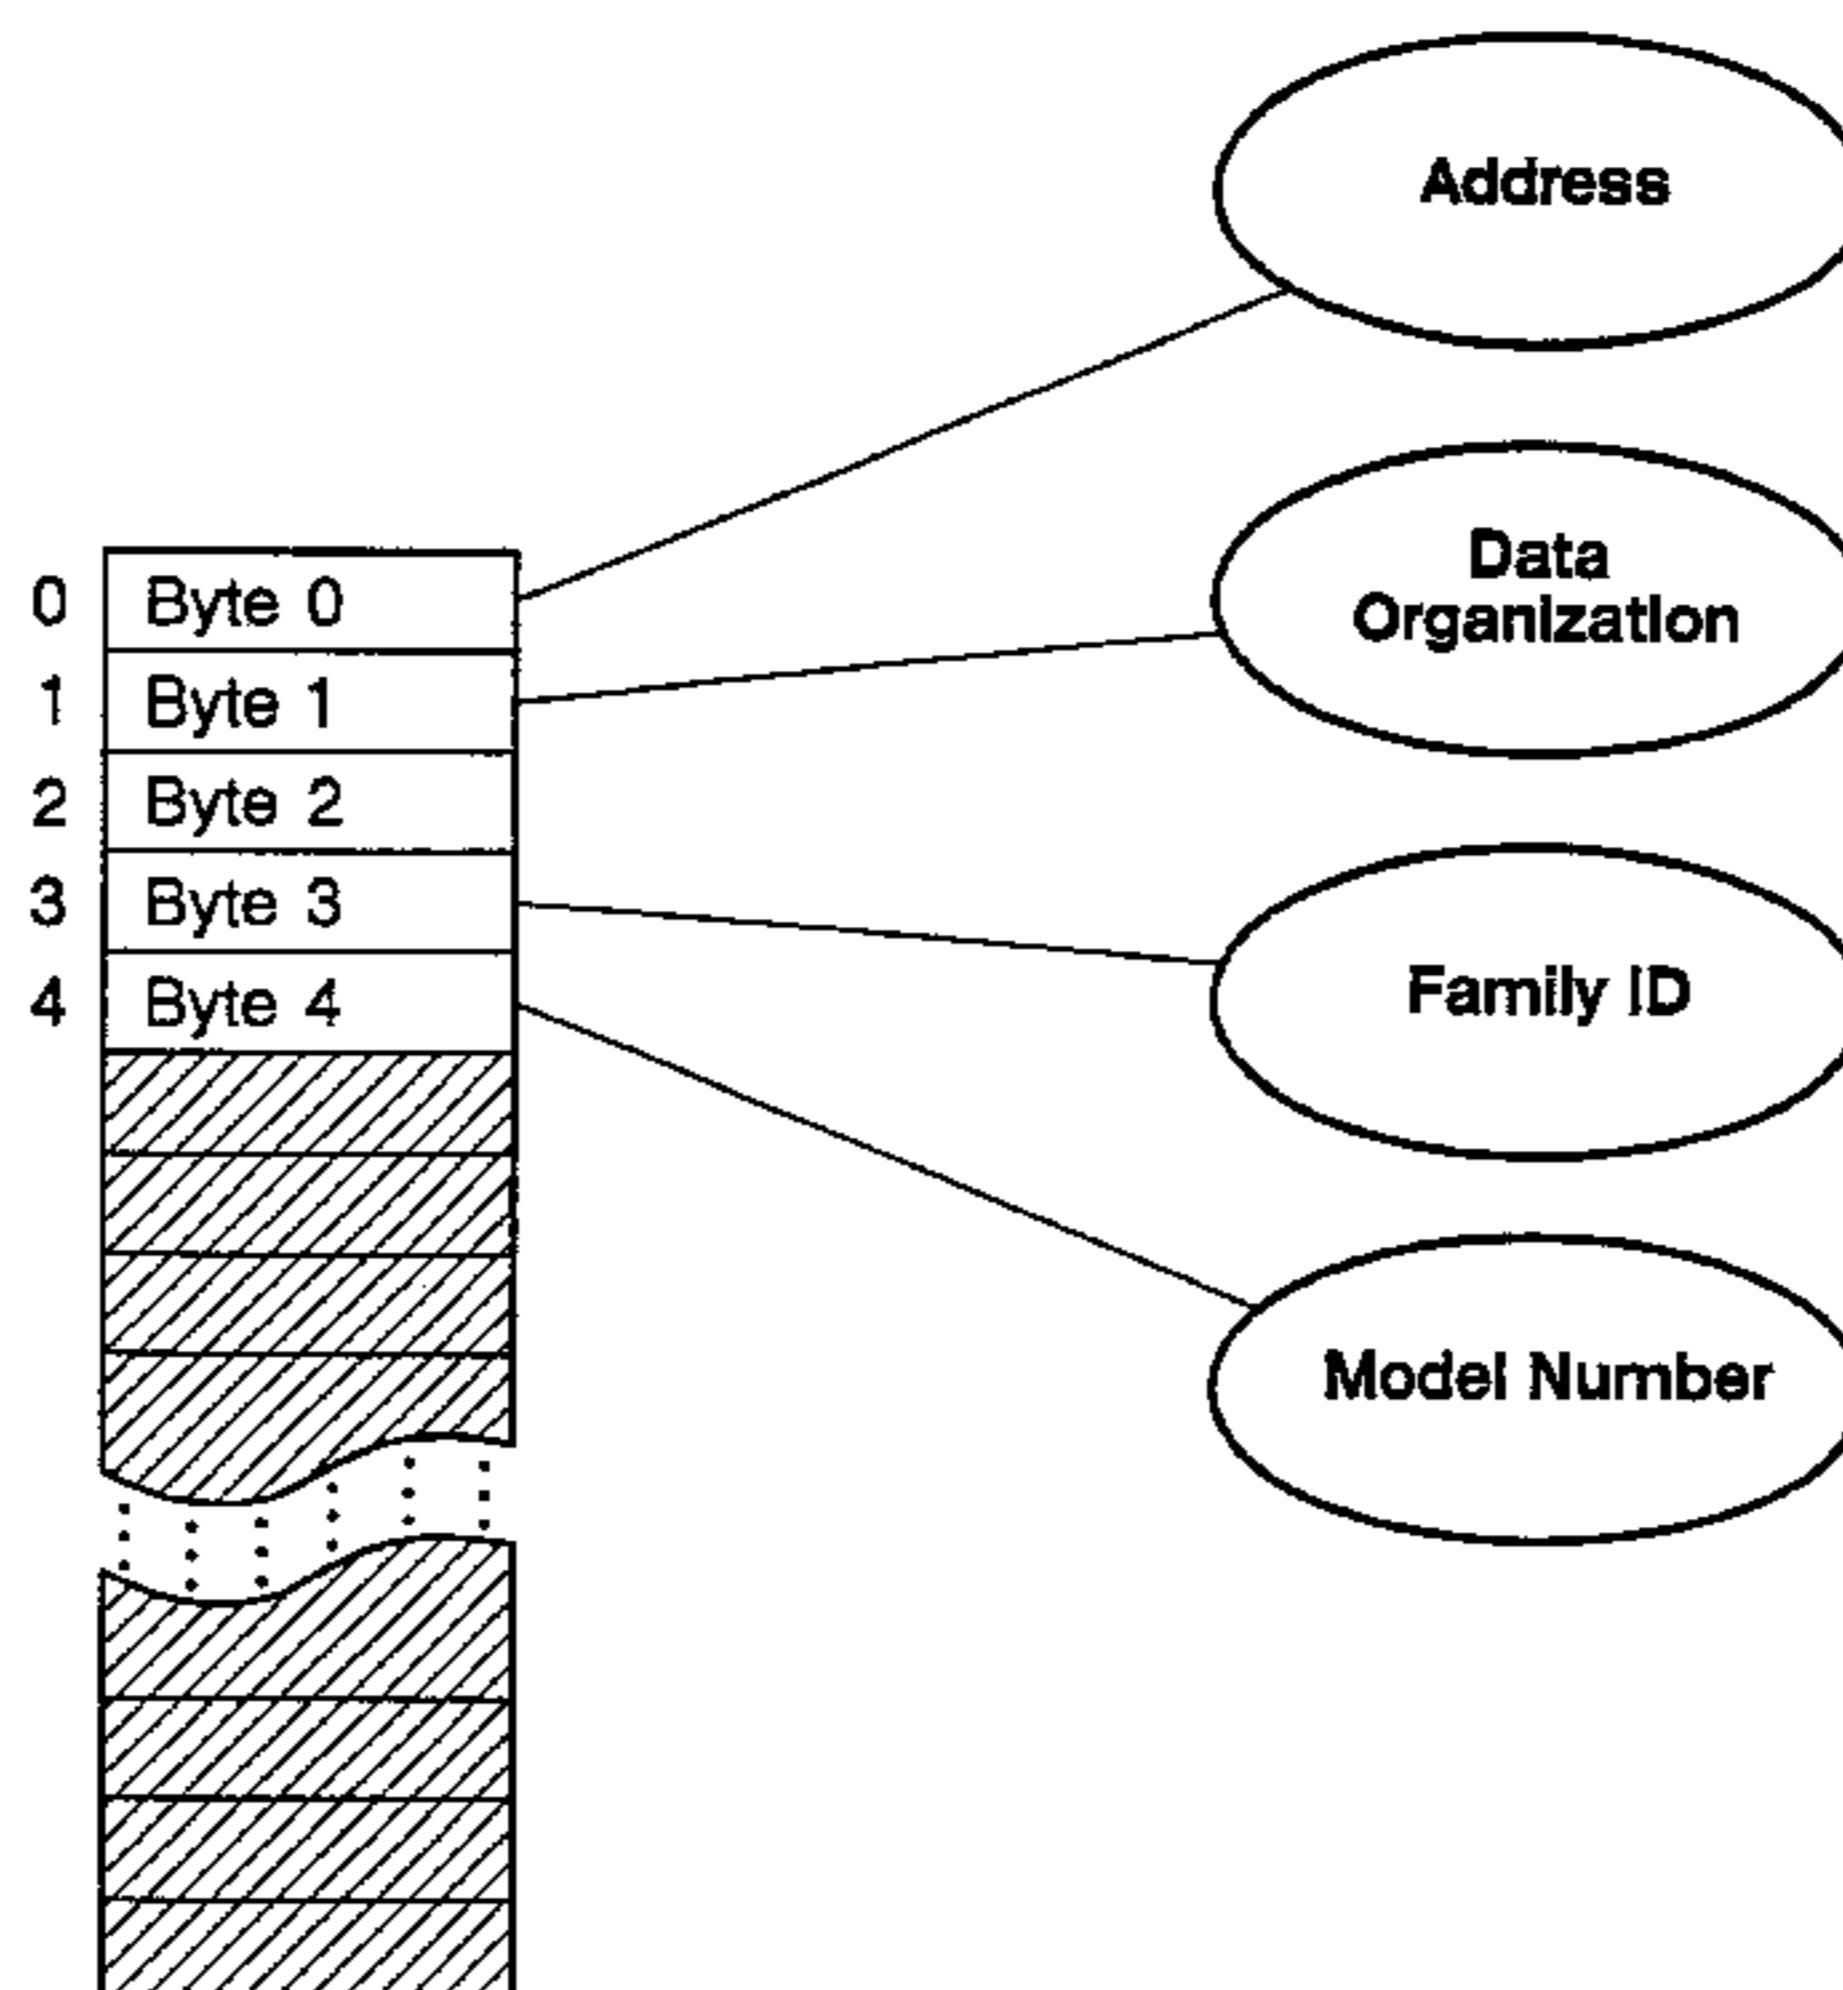 Address
Data
Organization
0 Byte 0
1 Byte 1
2 Byte 2
3 Byte 3
4 Byte 4
Family ID
Model Number